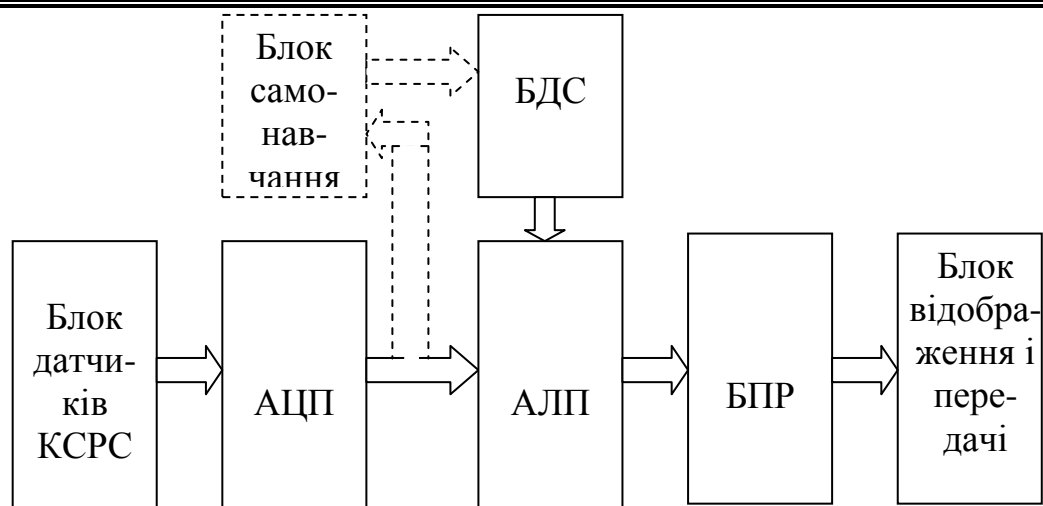 Блок
само-
нав-
чання
БДС
Блок
датчи-
ків
КСРС
АЦП
АЛП
БПР
Блок
відобра-
ження і
пере-
дачі